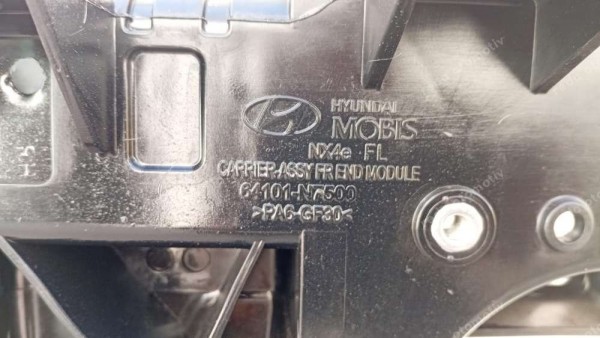 HYUNDAI
MOBIS
NX4e FL
CARRIER-ASSY FR END MODULE
64101-N7500
>PA6-GF30<